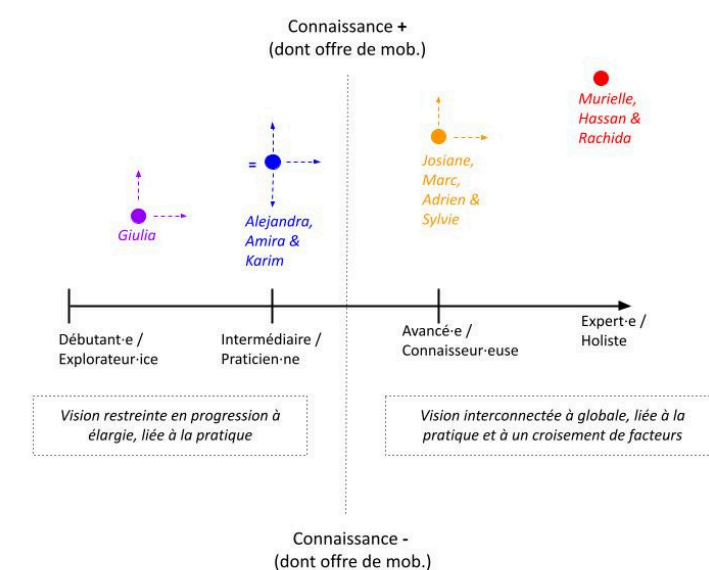 Connaissance +
(dont offre de mob.)
Murielle,
Hassan &
Rachida
Josiane,
Marc,
Adrien &
Sylvie
=
Alejandra,
Amira &
Karim
Giulia
Débutant·e /
Explorateur·ice
Intermédiaire /
Praticien·ne
Avancé·e /
Connaisseur·euse
Expert·e /
Holiste
Vision restreinte en progression à
élargie, liée à la pratique
Vision interconnectée à globale, liée à la
pratique et à un croisement de facteurs
Connaissance -
(dont offre de mob.)